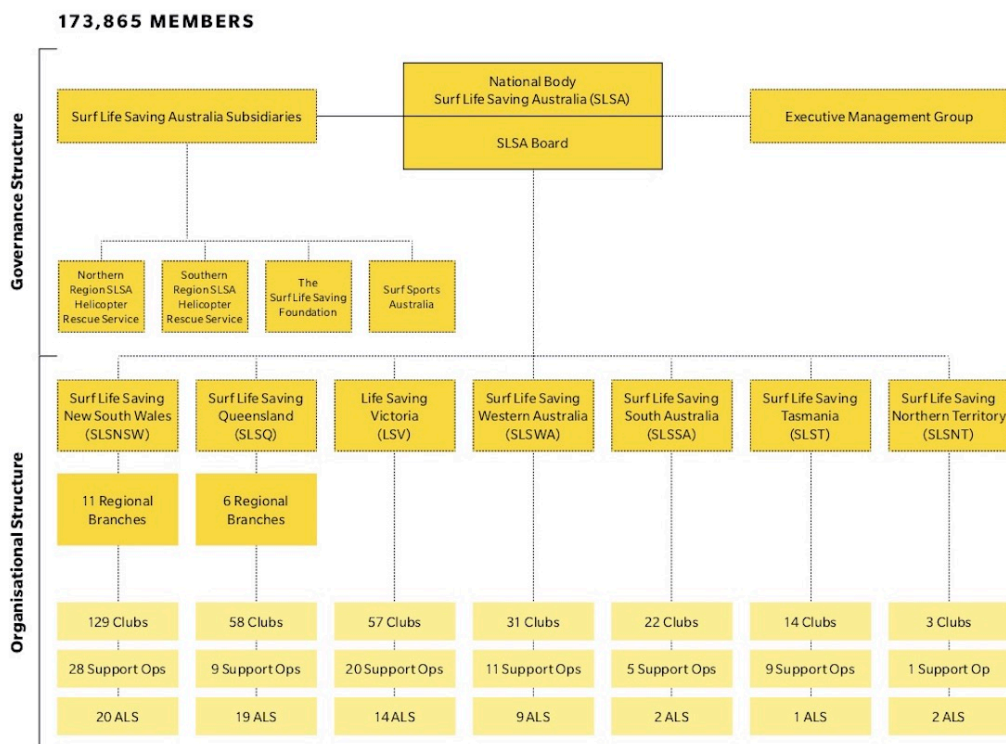 173,865 MEMBERS
Governance Structure
National Body
Surf Life Saving Australia (SLSA)
Surf Life Saving Australia Subsidiaries
Executive Management Group
SLSA Board
Northern
Region SLSA
Helicopter
Rescue Service
Southern
Region SLSA
Helicopter
Rescue Service
The
Surf Life Saving
Foundation
Surf Sports
Australia
Organisational Structure
Surf Life Saving
New South Wales
(SLSNSW)
Surf Life Saving
Queensland
(SLSQ)
Life Saving
Victoria
(LSV)
Surf Life Saving
Western Australia
(SLSWA)
Surf Life Saving
South Australia
(SLSSA)
Surf Life Saving
Tasmania
(SLST)
Surf Life Saving
Northern Territory
(SLSNT)
11 Regional
Branches
6 Regional
Branches
129 Clubs
58 Clubs
57 Clubs
31 Clubs
22 Clubs
14 Clubs
3 Clubs
28 Support Ops
9 Support Ops
20 Support Ops
11 Support Ops
5 Support Ops
9 Support Ops
1 Support Op
20 ALS
19 ALS
14 ALS
9 ALS
2 ALS
1 ALS
2 ALS